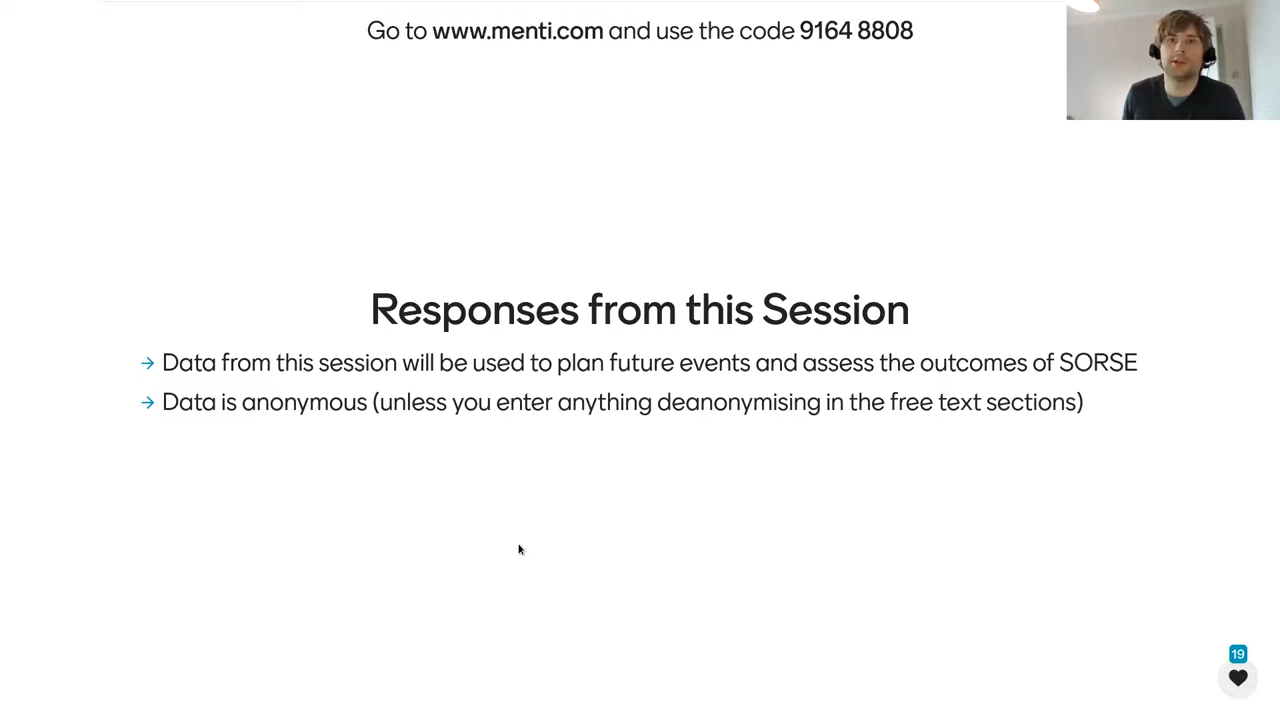 Go to www.menti.com and use the code 9164 8808
Responses from this Session
→ Data from this session will be used to plan future events and assess the outcomes of SORSE
→ Data is anonymous (unless you enter anything deanonymising in the free text sections)
19